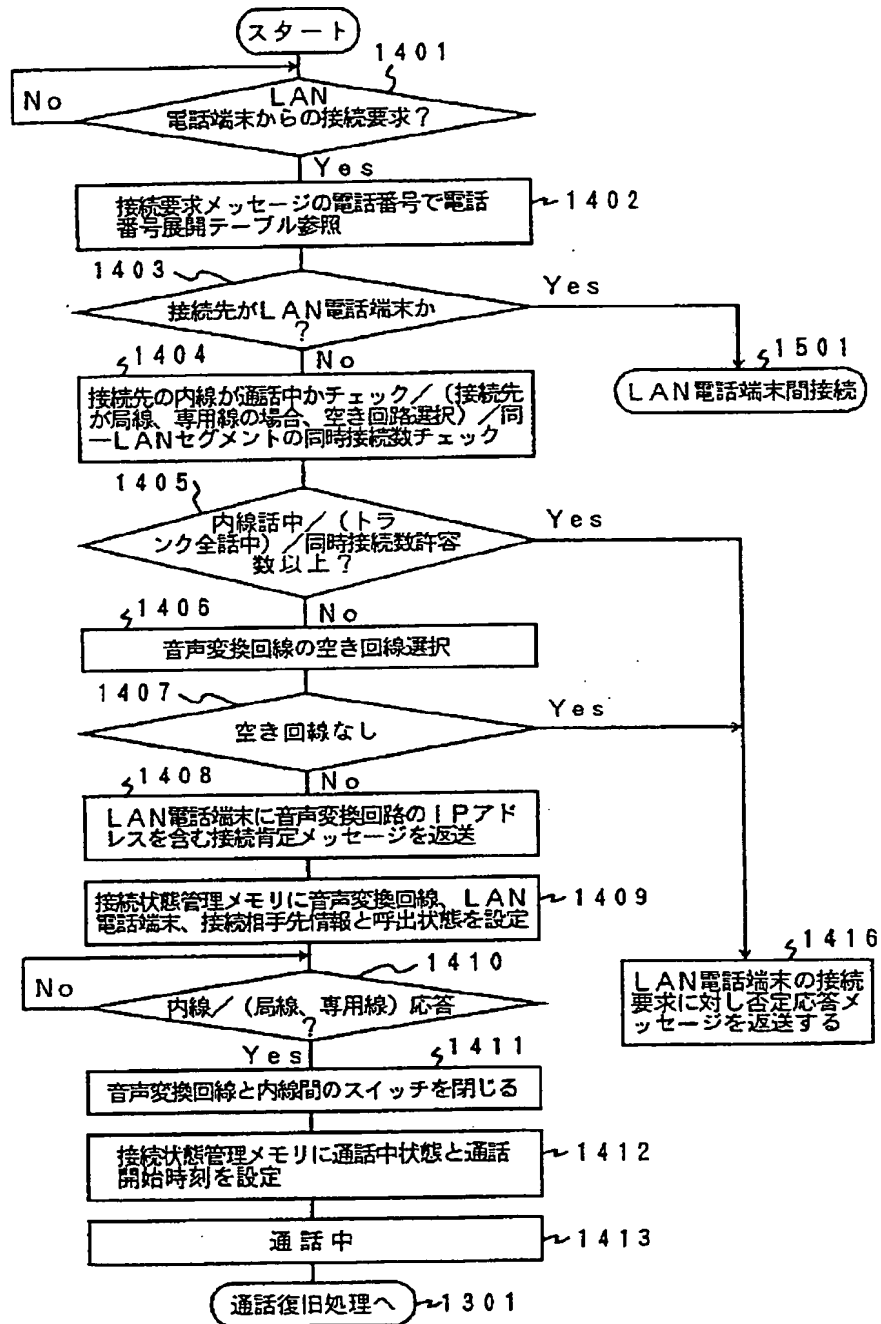 スタート
1401
No
LAN
電話端末からの接続要求?
Yes
接続要求メッセージの電話番号で電話
番号展開テーブル参照
1402
1403
接続先がLAN電話端末か
?
Yes
No
1404
1501
LAN電話端末間接続
接続先の内線が通話中かチェック/(接続先
が局線、専用線の場合、空き回路選択)/同
一LANセグメントの同時接続数チェック
1405
内線話中/(トラ
ンク全話中)/同時接続数許容
数以上?
Yes
No
1406
音声変換回線の空き回線選択
1407
空き回線なし
Yes
No
1408
LAN電話端末に音声変換回路のIPアド
レスを含む接続肯定メッセージを返送
接続状態管理メモリに音声変換回線、LAN
電話端末、接続相手先情報と呼出状態を設定
1409
1410
No
内線/(局線、専用線)応答
?
Yes
1416
LAN電話端末の接続
要求に対し否定応答メ
ッセージを返送する
1411
音声変換回線と内線間のスイッチを閉じる
接続状態管理メモリに通話中状態と通話
開始時刻を設定
1412
通話中
1413
通話復旧処理へ
1301